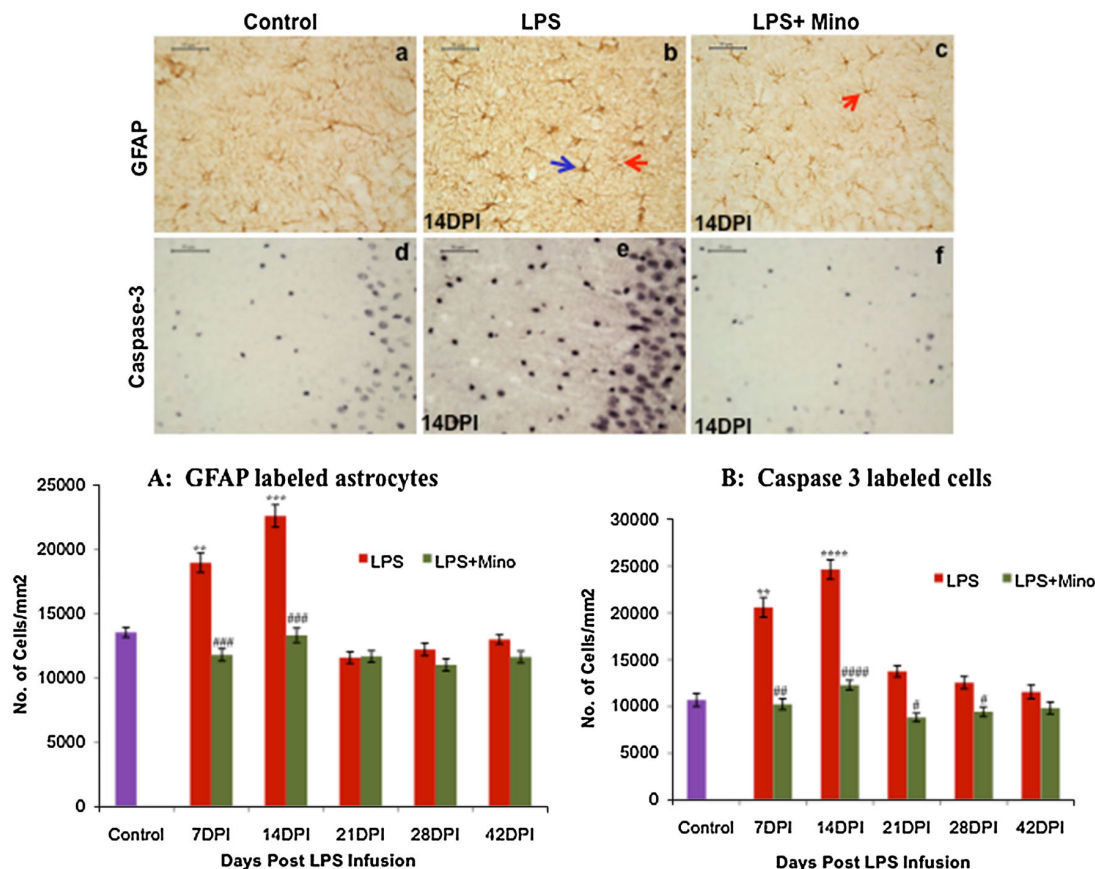 Control LPS LPS+ Mino
GFAP
a b c
14DPI
Caspase-3
d e f
14DPI 14DPI
A: GFAP labeled astrocytes
No. of Cells/mm2
25000
20000
15000
10000
5000
0
** ***
### ###
LPS LPS+Mino
Control 7DPI 14DPI 21DPI 28DPI 42DPI
Days Post LPS Infusion
B: Caspase 3 labeled cells
No. of Cells/mm2
30000
25000
20000
15000
10000
5000
0
** ****
## #### # #
LPS LPS+Mino
Control 7DPI 14DPI 21DPI 28DPI 42DPI
Days Post LPS Infusion